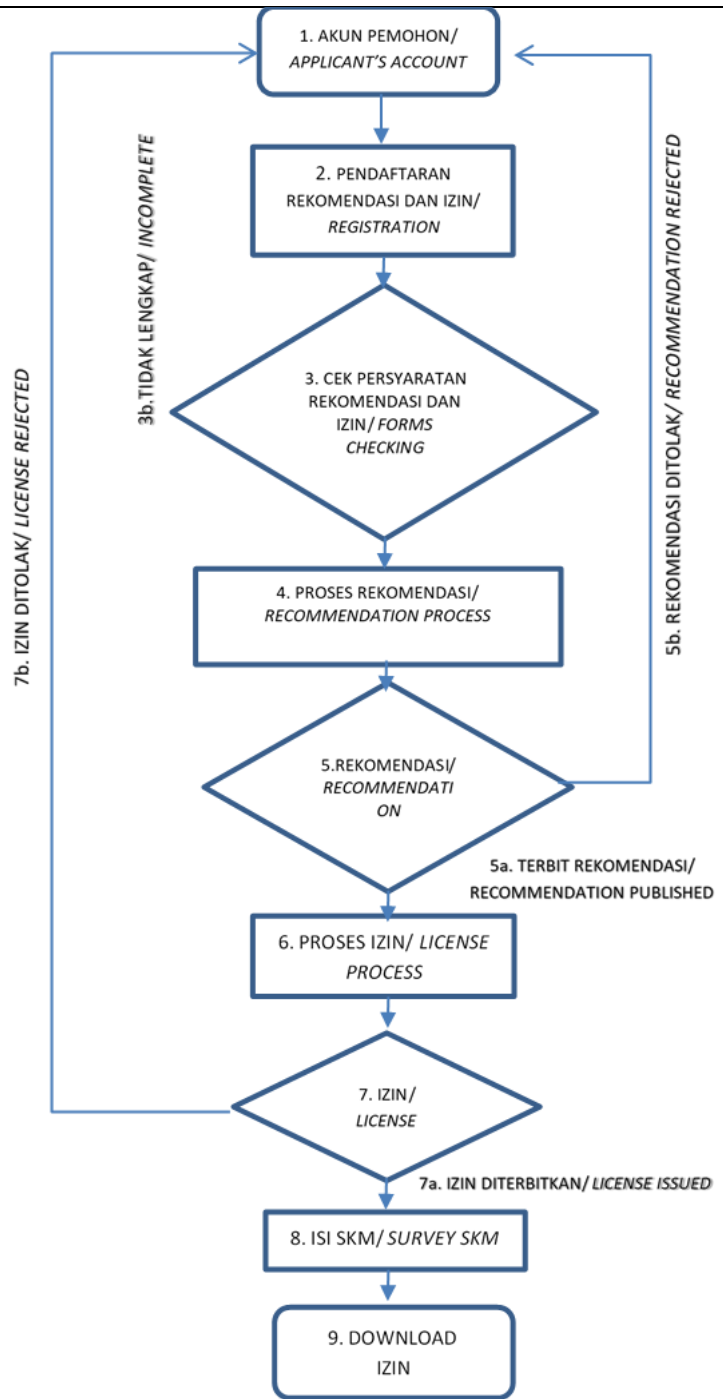 1. AKUN PEMOHON/
APPLICANT'S ACCOUNT
2. PENDAFTARAN
REKOMENDASI DAN IZIN/
REGISTRATION
3b.TIDAK LENGKAP/ INCOMPLETE
3. CEK PERSYARATAN
REKOMENDASI DAN
IZIN/ FORMS
CHECKING
7b. IZIN DITOLAK/ LICENSE REJECTED
5b. REKOMENDASI DITOLAK/ RECOMMENDATION REJECTED
4. PROSES REKOMENDASI/
RECOMMENDATION PROCESS
5.REKOMENDASI/
RECOMMENDATI
ON
5a. TERBIT REKOMENDASI/
RECOMMENDATION PUBLISHED
6. PROSES IZIN/ LICENSE
PROCESS
7. IZIN/
LICENSE
7a. IZIN DITERBITKAN/ LICENSE ISSUED
8. ISI SKM/ SURVEY SKM
9. DOWNLOAD
IZIN